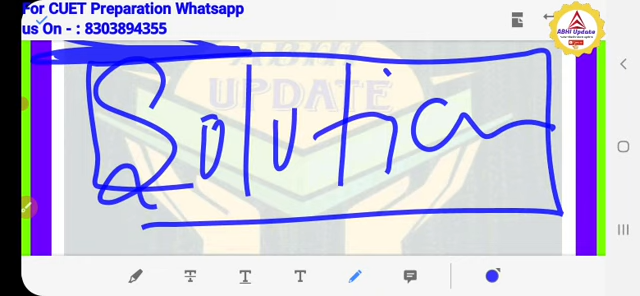 For CUET Preparation Whatsapp
us On - : 8303894355
ABHI Update
ABHI
UPDATE
Solution